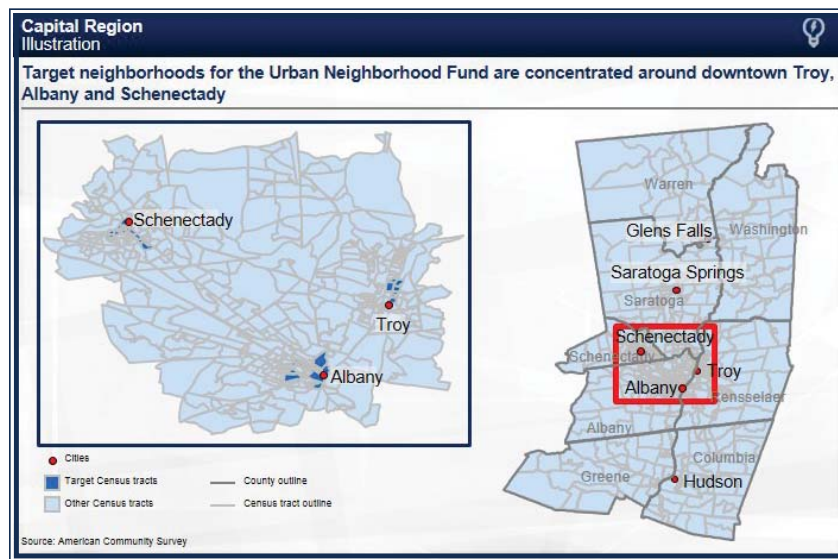 Capital Region
Illustration
Target neighborhoods for the Urban Neighborhood Fund are concentrated around downtown Troy,
Albany and Schenectady
Schenectady
Troy
Albany
Warren
Glens Falls
Washington
Saratoga Springs
Saratoga
Schenectady
Schenectady
Troy
Albany
Rensselaer
Albany
Columbia
Greene
Hudson
Cities
Target Census tracts
County outline
Other Census tracts
Census tract outline
Source: American Community Survey